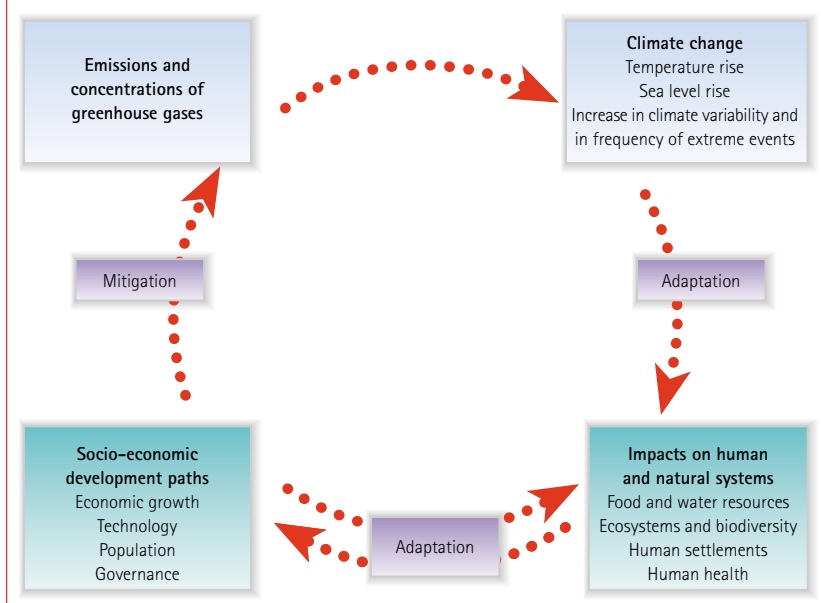 Emissions and
concentrations of
greenhouse gases
Climate change
Temperature rise
Sea level rise
Increase in climate variability and
in frequency of extreme events
Mitigation
Adaptation
Socio-economic
development paths
Economic growth
Technology
Population
Governance
Adaptation
Impacts on human
and natural systems
Food and water resources
Ecosystems and biodiversity
Human settlements
Human health